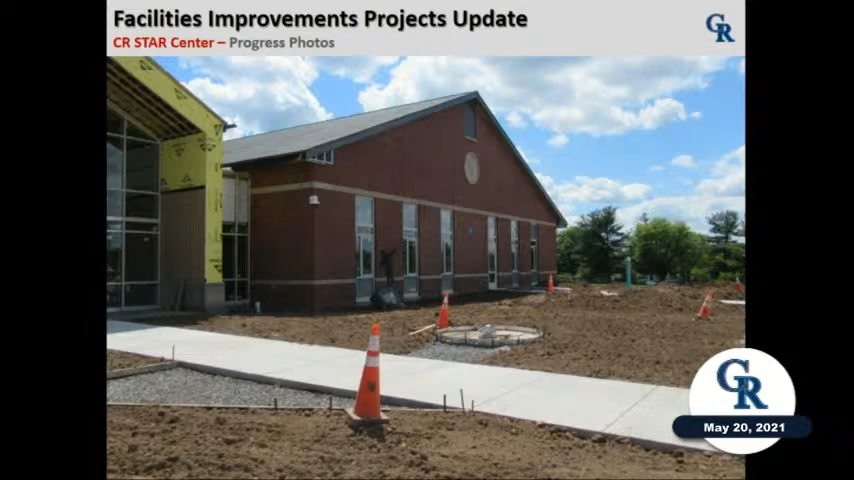 Facilities Improvements Projects Update
CR STAR Center – Progress Photos
CR
CR
May 20, 2021